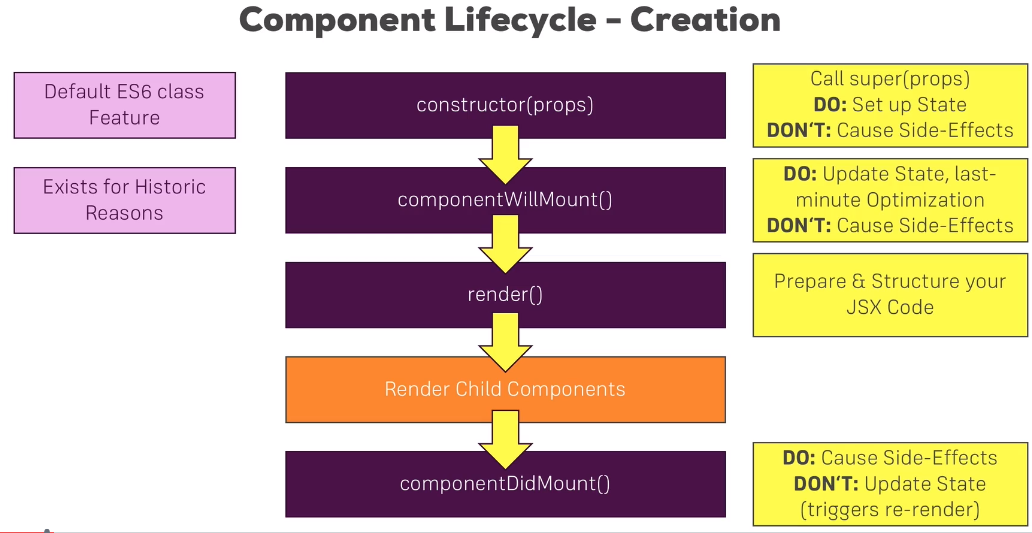 Component Lifecycle – Creation
Default ES6 class
Feature
constructor(props)
Call super(props)
DO: Set up State
DON'T: Cause Side-Effects
Exists for Historic
Reasons
componentWillMount()
DO: Update State, last-
minute Optimization
DON'T: Cause Side-Effects
render()
Prepare & Structure your
JSX Code
Render Child Components
componentDidMount()
DO: Cause Side-Effects
DON'T: Update State
(triggers re-render)